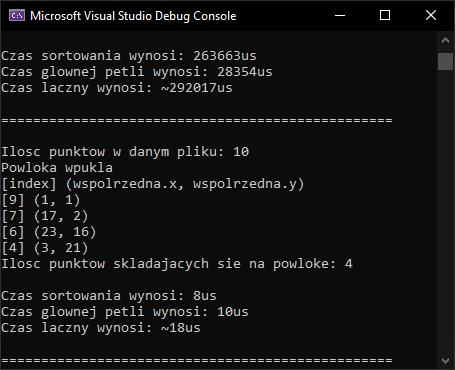 Microsoft Visual Studio Debug Console
Czas sortowania wynosi: 263663us
Czas glownej petli wynosi: 28354us
Czas laczny wynosi: ~292017us
=================================================
Ilosc punktow w danym pliku: 10
Powloka wpukla
[index] (wspolrzedna.x, wspolrzedna.y)
[9] (1, 1)
[7] (17, 2)
[6] (23, 16)
[4] (3, 21)
Ilosc punktow skladajacych sie na powloke: 4
Czas sortowania wynosi: 8us
Czas glownej petli wynosi: 10us
Czas laczny wynosi: ~18us
=================================================